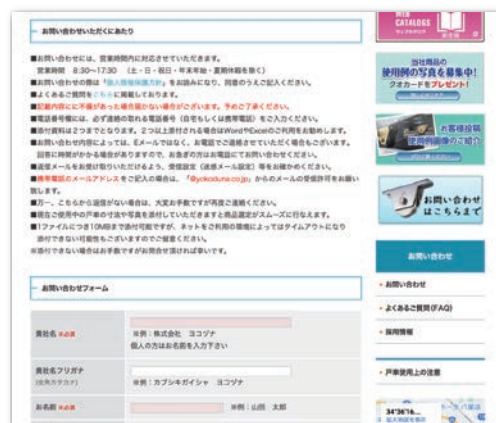 お問い合わせいただくにあたり
■お問い合わせには、営業時間内に対応させていただきます。
営業時間　8:30〜17:30　（土・日・祝日・年末年始・夏期休暇を除く）
■お問い合わせの際は「個人情報保護方針」をお読みになり、同意のうえご記入ください。
■よくあるご質問をこちらに掲載しております。
■記載内容に不備があった場合届かない場合がございます。予めご了承ください。
■電話番号欄には、必ず連絡の取れる電話番号（自宅もしくは携帯電話）をご入力ください。
■添付資料は２つまでとなります。２つ以上添付される場合はWordやExcelのご利用をお勧めします。
■お問い合わせ内容によっては、Eメールではなく、お電話でご連絡させていただく場合もございます。
回答に時間がかかる場合がありますので、お急ぎの方はお電話にてお問い合わせください。
■返信メールをお受け取りいただけるよう、受信設定（迷惑メール設定）等をお確かめください。
■携帯電話のメールアドレスをご記入の場合は、「@yokoduna.co.jp」からのメールの受信許可をお願い
致します。
■万一、こちらから返信がない場合は、大変お手数ですが再度ご連絡ください。
■現在ご使用中の戸車の寸法や写真を添付していただきますと商品選定がスムーズに行なえます。
■1ファイルにつき10MBまで添付可能ですが、ネットをご利用の環境によってはタイムアウトになり
添付できない可能性もございますのでご留意ください。
※添付できない場合はお手数ですがお問合せ頂ければ幸いです。
お問い合わせフォーム
貴社名 ※必須
※例：株式会社　ヨコヅナ
個人の方はお名前を入力下さい
貴社名フリガナ
(全角カタカナ)
※例：カブシキガイシャ　ヨコヅナ
お名前 ※必須
※例：山田　太郎
WEB
CATALOGS
ウェブカタログ
当社商品の
使用例の写真を募集中！
クオカードをプレゼント！
お客様投稿
使用例画像のご紹介
お問い合わせ
はこちらまで
お問い合わせ
お問い合わせ
よくあるご質問(FAQ)
採用情報
戸車使用上の注意
34°36'16...
拡大地図を表示